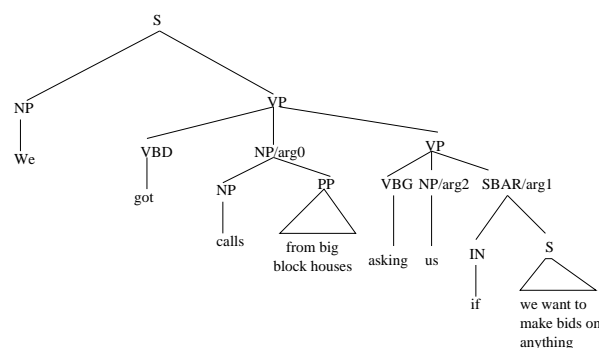 S
NP
VP
We
VBD
NP/arg0
VP
got
NP
PP
VBG
NP/arg2
SBAR/arg1
calls
from big
block houses
asking
us
IN
S
if
we want to
make bids on
anything